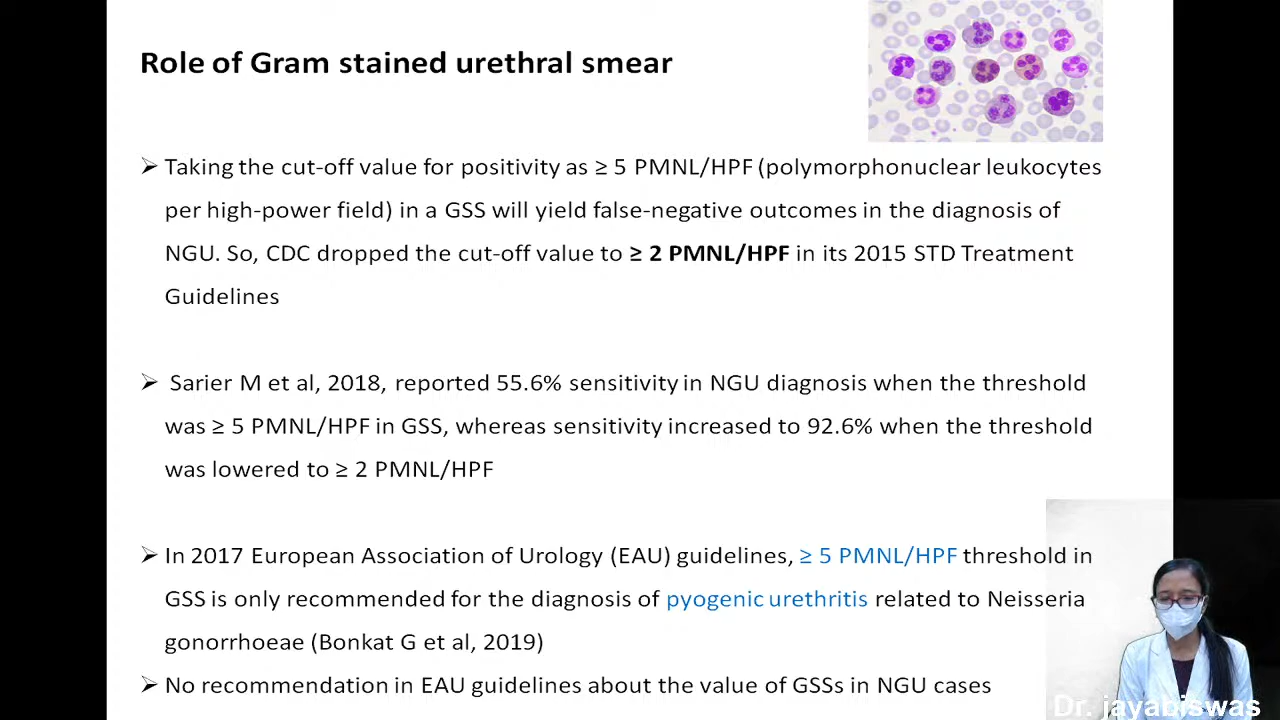 Role of Gram stained urethral smear
➢ Taking the cut-off value for positivity as ≥ 5 PMNL/HPF (polymorphonuclear leukocytes
per high-power field) in a GSS will yield false-negative outcomes in the diagnosis of
NGU. So, CDC dropped the cut-off value to ≥ 2 PMNL/HPF in its 2015 STD Treatment
Guidelines
➢ Sarier M et al, 2018, reported 55.6% sensitivity in NGU diagnosis when the threshold
was ≥ 5 PMNL/HPF in GSS, whereas sensitivity increased to 92.6% when the threshold
was lowered to ≥ 2 PMNL/HPF
➢ In 2017 European Association of Urology (EAU) guidelines, ≥ 5 PMNL/HPF threshold in
GSS is only recommended for the diagnosis of pyogenic urethritis related to Neisseria
gonorrhoeae (Bonkat G et al, 2019)
➢ No recommendation in EAU guidelines about the value of GSSs in NGU cases
Dr. jayabiswas